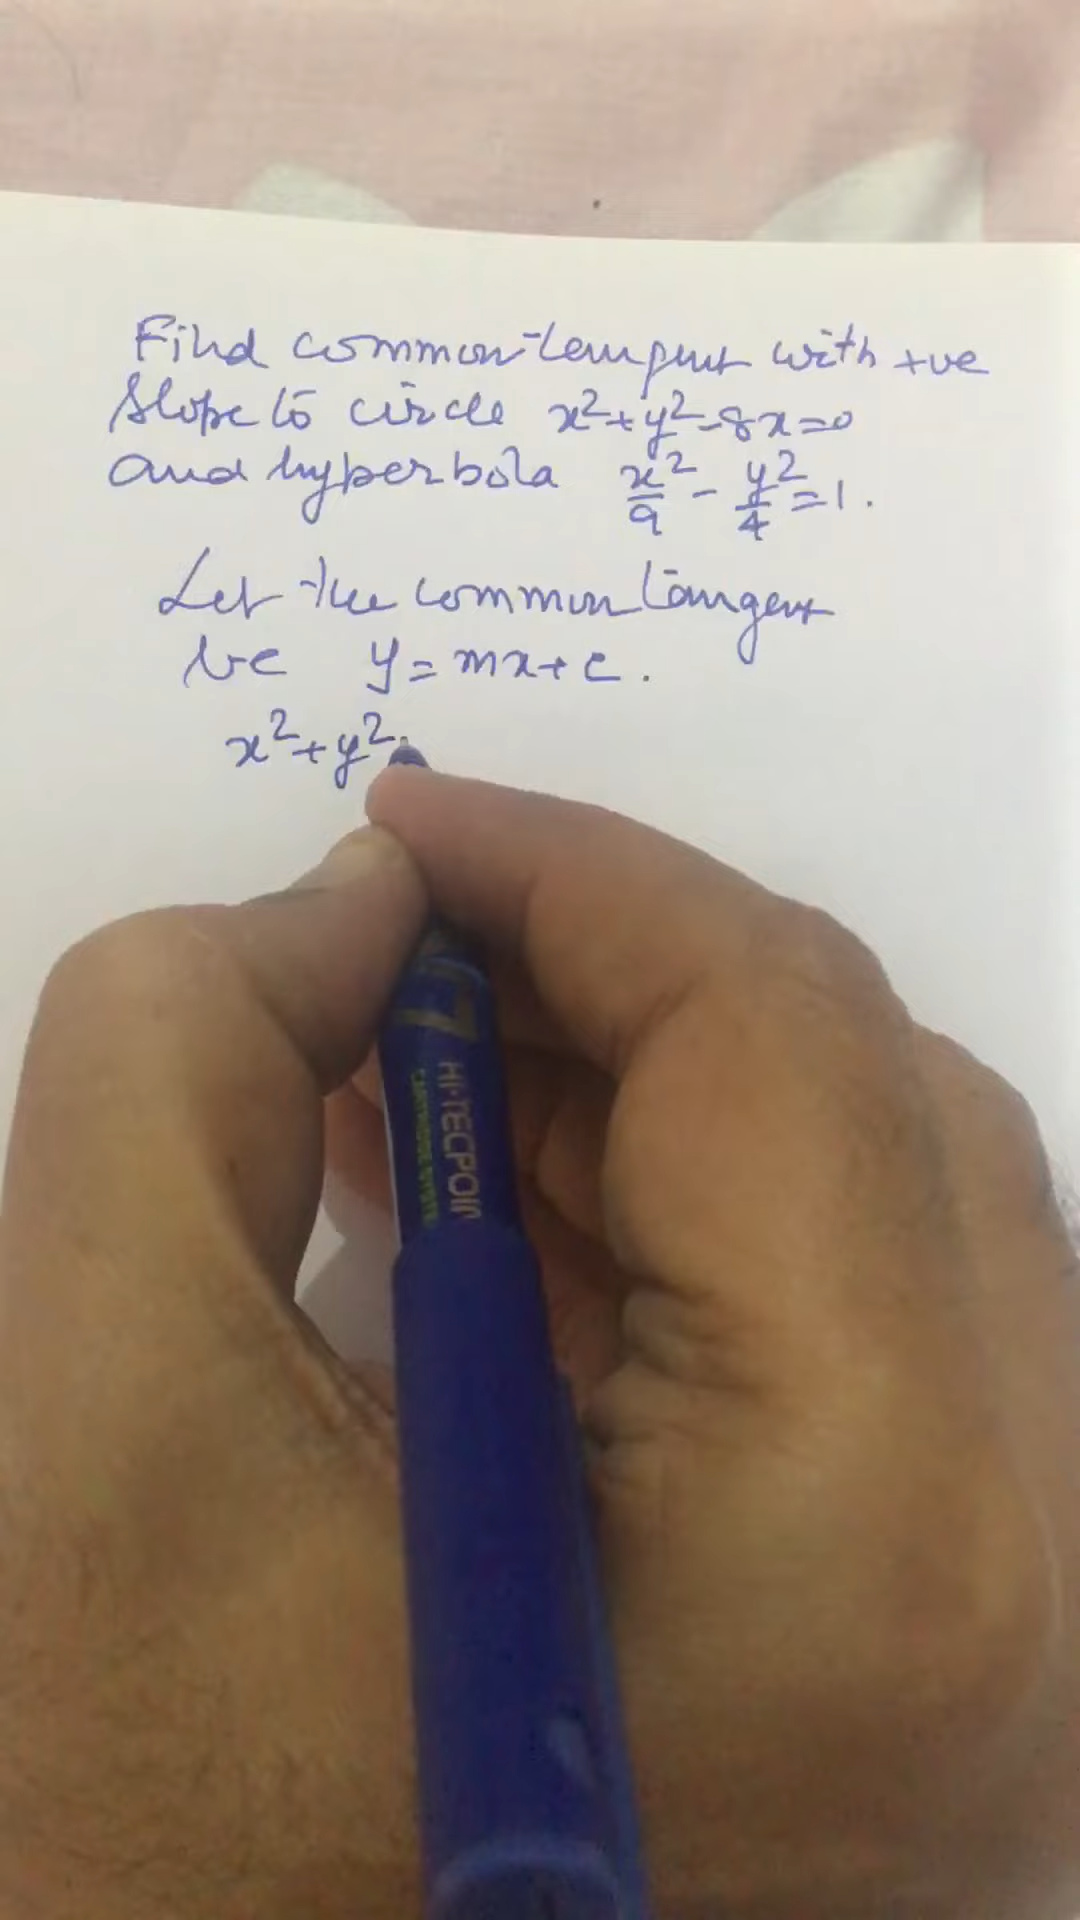 Find common tangent with +ve
Slope to circle x²+y²-8x=0
and hyperbola x²/9 - y²/4 = 1.
Let the common tangent
be y = mx+c.
x²+y²
7
HI-TECPOI